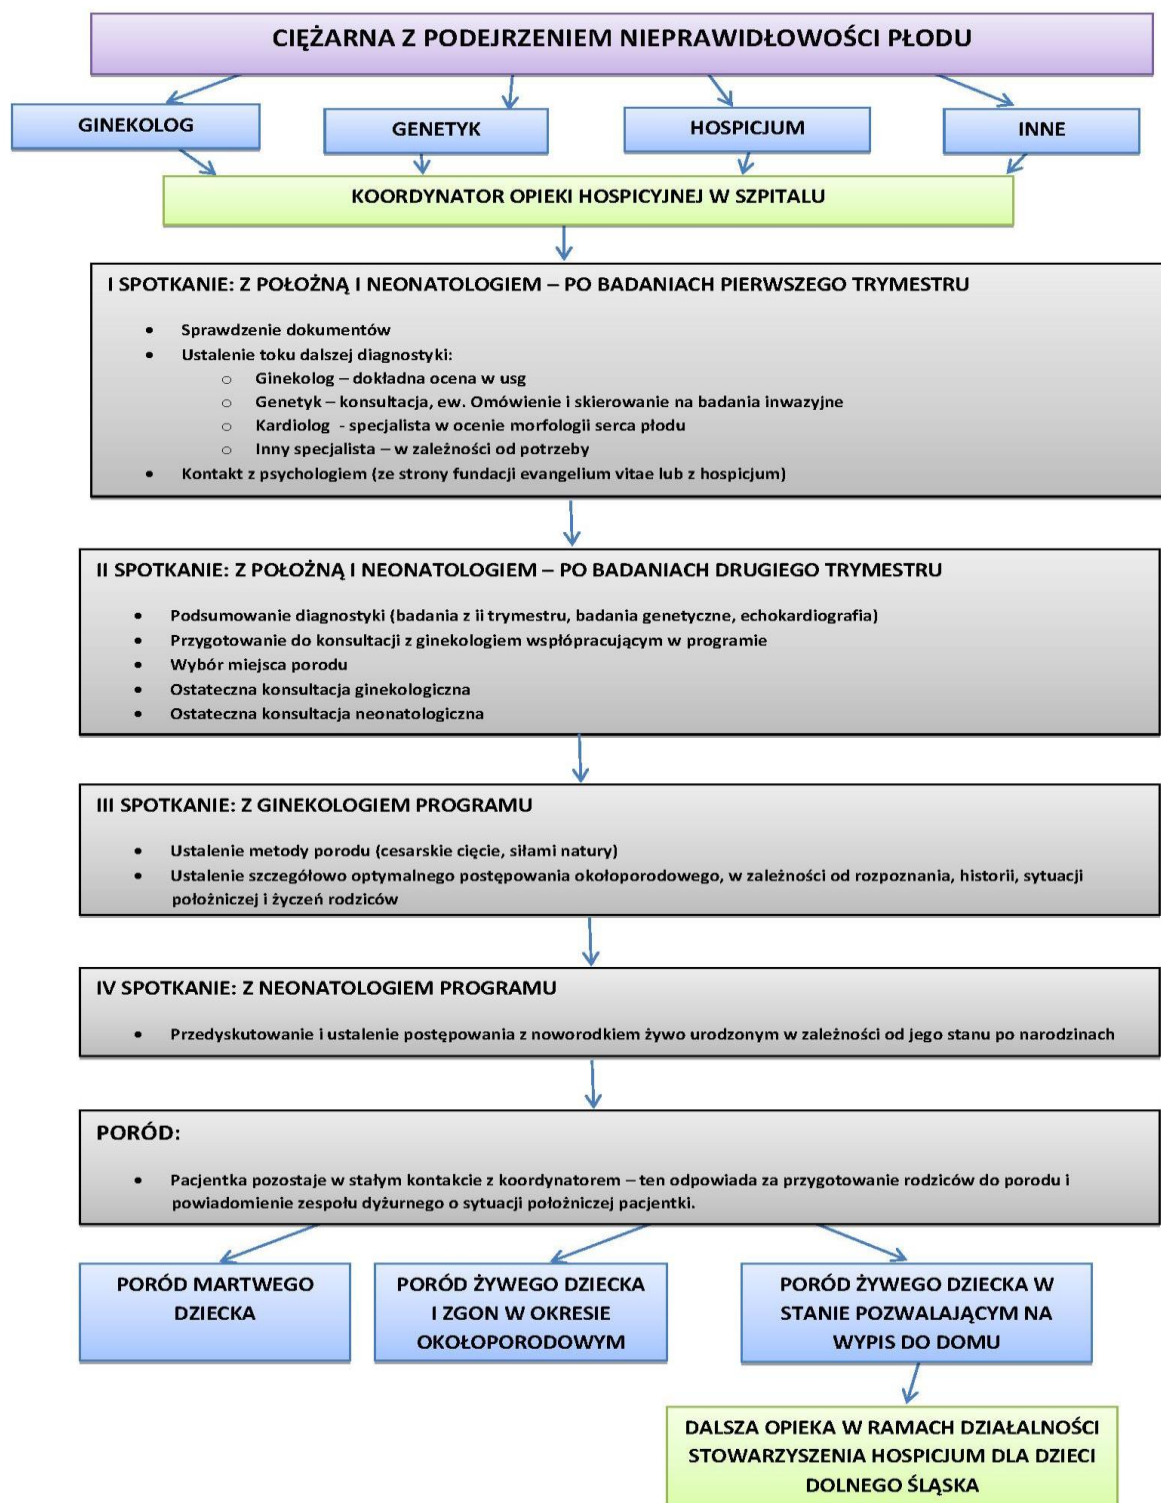 CIĘŻARNA Z PODEJRZENIEM NIEPRAWIDŁOWOŚCI PŁODU
GINEKOLOG
GENETYK
HOSPICJUM
INNE
KOORDYNATOR OPIEKI HOSPICYJNEJ W SZPITALU
I SPOTKANIE: Z POŁOŻNĄ I NEONATOLOGIEM – PO BADANIACH PIERWSZEGO TRYMESTRU
• Sprawdzenie dokumentów
• Ustalenie toku dalszej diagnostyki:
○ Ginekolog – dokładna ocena w usg
○ Genetyk – konsultacja, ew. Omówienie i skierowanie na badania inwazyjne
○ Kardiolog - specjalista w ocenie morfologii serca płodu
○ Inny specjalista – w zależności od potrzeby
• Kontakt z psychologiem (ze strony fundacji evangelium vitae lub z hospicjum)
II SPOTKANIE: Z POŁOŻNĄ I NEONATOLOGIEM – PO BADANIACH DRUGIEGO TRYMESTRU
• Podsumowanie diagnostyki (badania z ii trymestru, badania genetyczne, echokardiografia)
• Przygotowanie do konsultacji z ginekologiem wspłópracującym w programie
• Wybór miejsca porodu
• Ostateczna konsultacja ginekologiczna
• Ostateczna konsultacja neonatologiczna
III SPOTKANIE: Z GINEKOLOGIEM PROGRAMU
• Ustalenie metody porodu (cesarskie cięcie, siłami natury)
• Ustalenie szczegółowo optymalnego postępowania okołoporodowego, w zależności od rozpoznania, historii, sytuacji
położniczej i życzeń rodziców
IV SPOTKANIE: Z NEONATOLOGIEM PROGRAMU
• Przedyskutowanie i ustalenie postępowania z noworodkiem żywo urodzonym w zależności od jego stanu po narodzinach
PORÓD:
• Pacjentka pozostaje w stałym kontakcie z koordynatorem – ten odpowiada za przygotowanie rodziców do porodu i
powiadomienie zespołu dyżurnego o sytuacji położniczej pacjentki.
PORÓD MARTWEGO
DZIECKA
PORÓD ŻYWEGO DZIECKA
I ZGON W OKRESIE
OKOŁOPORODOWYM
PORÓD ŻYWEGO DZIECKA W
STANIE POZWALAJĄCYM NA
WYPIS DO DOMU
DALSZA OPIEKA W RAMACH DZIAŁALNOŚCI
STOWARZYSZENIA HOSPICJUM DLA DZIECI
DOLNEGO ŚLĄSKA